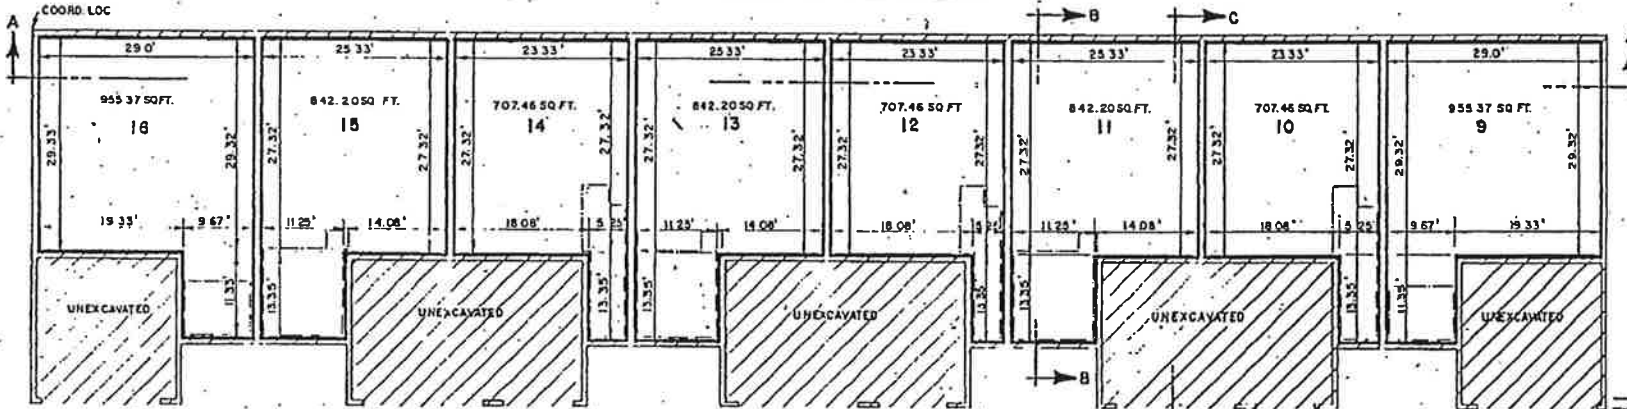 COORD. LOC
A
B
C
29.0' 25.33' 23.33' 25.33' 23.33' 25.33' 23.33' 29.0'
955.37 SQ FT. 842.20 SQ FT. 707.46 SQ FT. 842.20 SQ FT. 707.46 SQ FT 842.20 SQ FT. 707.46 SQ FT. 955.37 SQ FT.
16 15 14 13 12 11 10 9
29.33' 29.32' 27.32' 27.32' 27.32' 27.32' 27.32' 27.32' 27.32' 27.32' 27.32' 27.32' 27.32' 27.32' 29.32' 29.32'
19.33' 9.67' 11.25' 14.08' 18.08' 5.25' 11.25' 14.08' 18.08' 5.25' 11.25' 14.08' 18.08' 5.25' 9.67' 19.33'
11.33' 13.35' 13.35' 13.35' 13.35' 13.35' 13.35' 11.35'
UNEXCAVATED UNEXCAVATED UNEXCAVATED UNEXCAVATED UNEXCAVATED
B